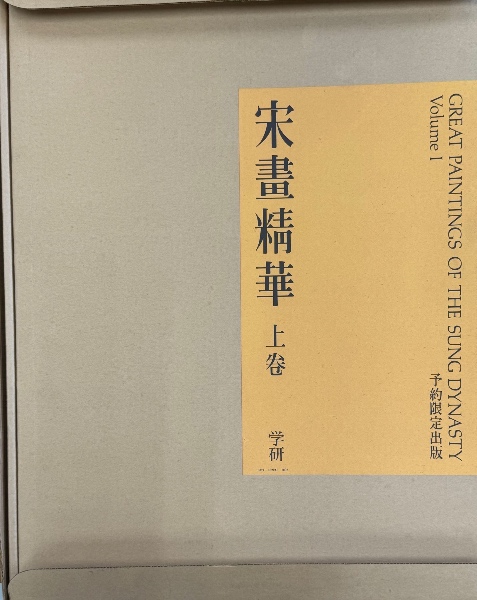 GREAT PAINTINGS OF THE SUNG DYNASTY
Volume 1
予約限定出版
宋畫精華
上卷
学研